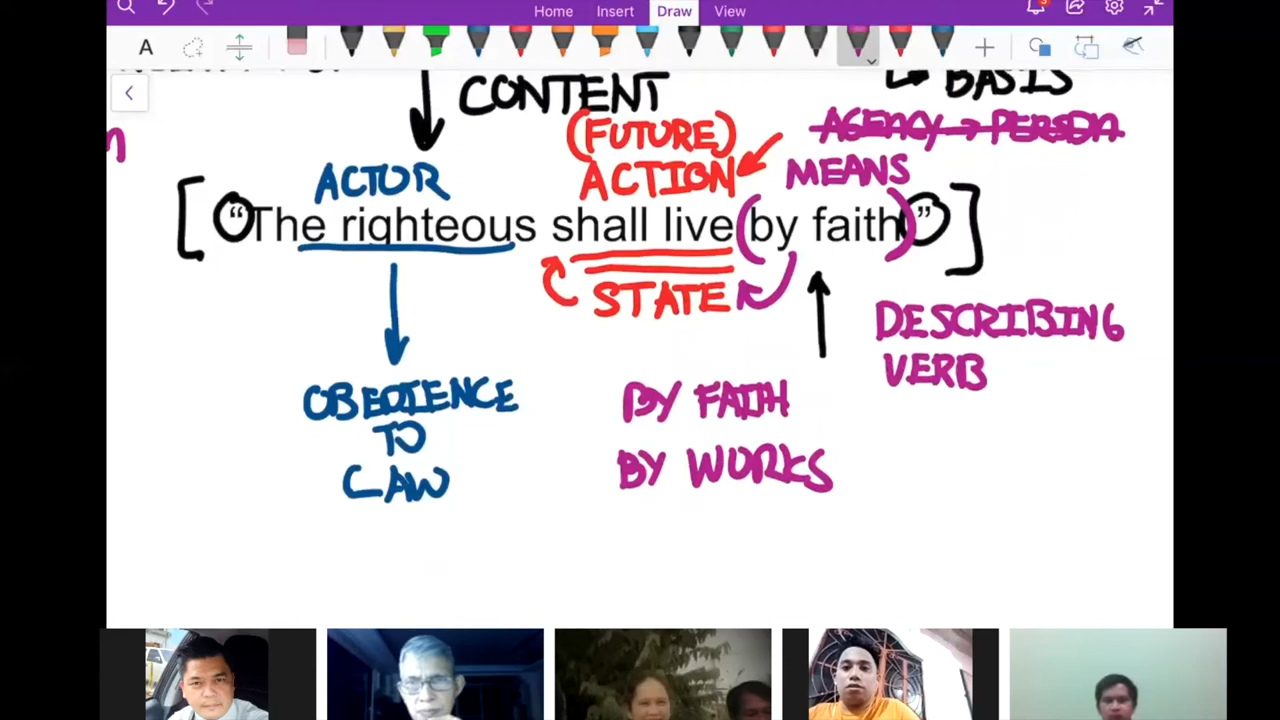 Home Insert Draw View
A
CONTENT
BASIS
(FUTURE)
AGENCY → PERSON
ACTOR
ACTION
MEANS
["The righteous shall live (by faith)"]
STATE
DESCRIBING
VERB
OBEDIENCE
TO
LAW
BY FAITH
BY WORKS